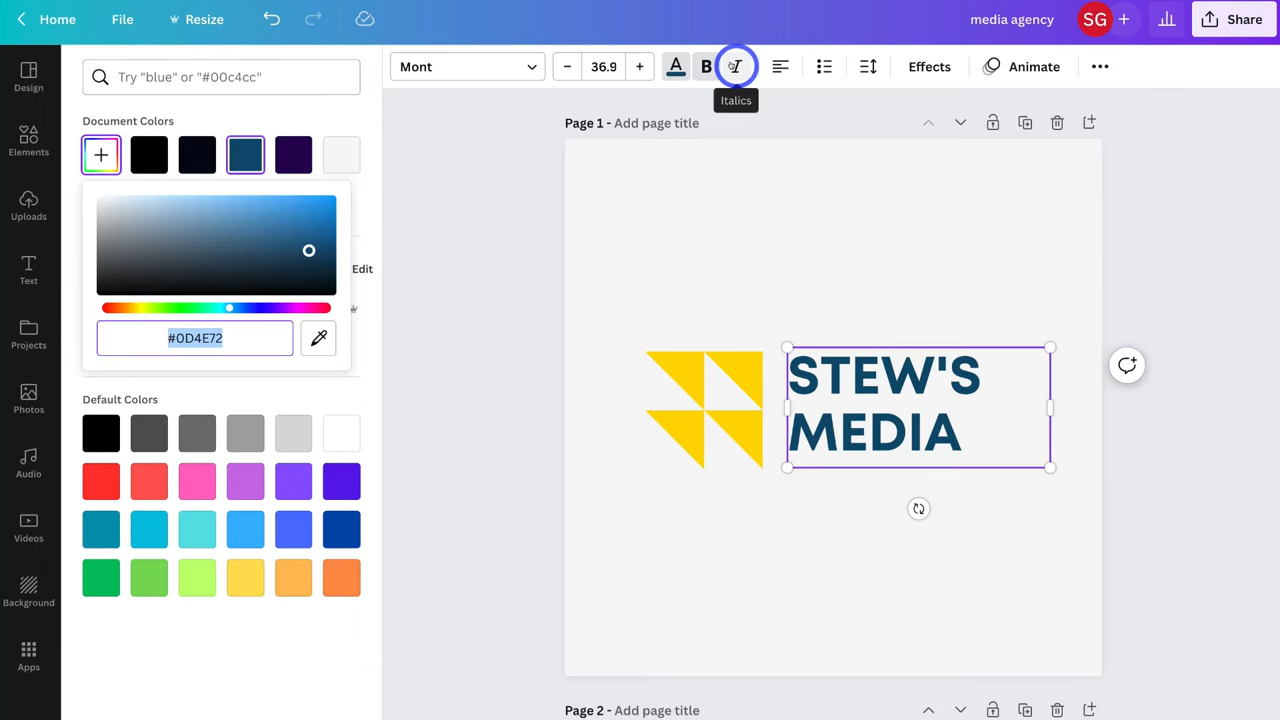 Home
File
Resize
media agency
SG
Share
Design
Elements
Uploads
Text
Projects
Photos
Audio
Videos
Background
Apps
Try "blue" or "#00c4cc"
Document Colors
#0D4E72
Edit
Default Colors
Mont
36.9
A
B
I
Italics
Effects
Animate
Page 1 - Add page title
STEW'S
MEDIA
Page 2 - Add page title